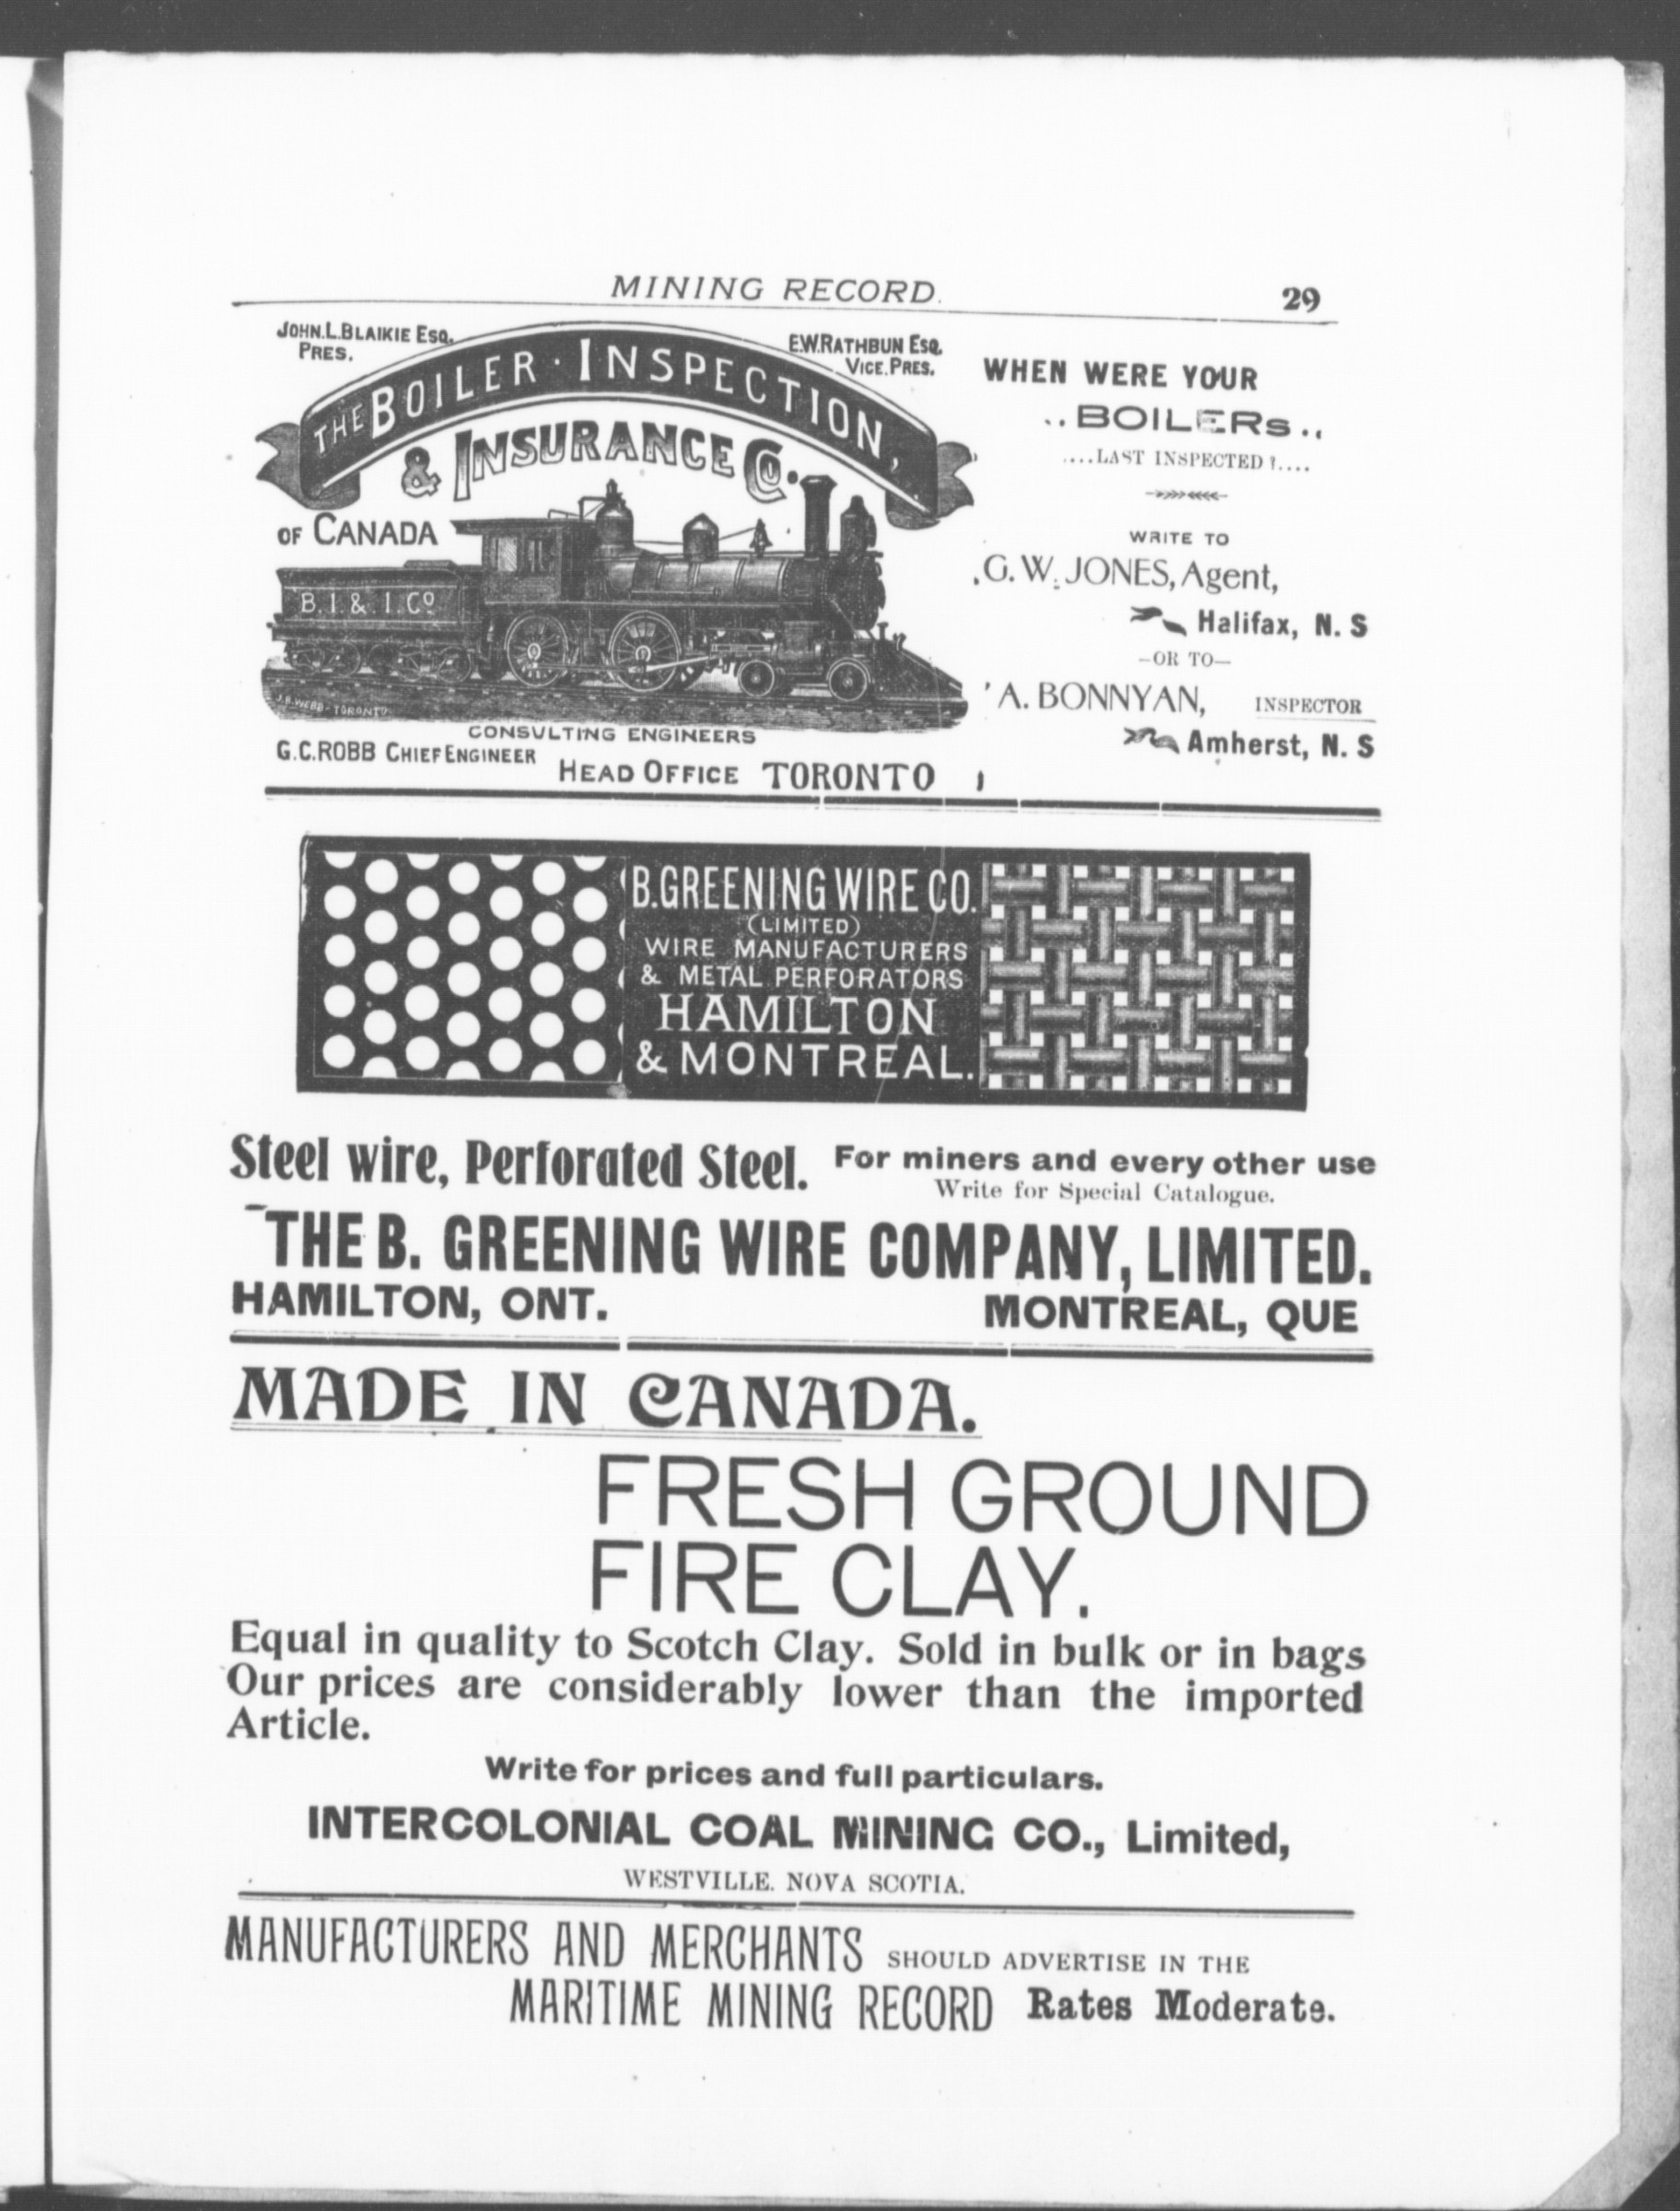 MINING RECORD.
29
JOHN.L.BLAIKIE ESQ.
PRES.
E.W.RATHBUN ESQ.
VICE.PRES.
THE BOILER · INSPECTION,
& INSURANCE Co.
OF CANADA
B. I. & . I. Co
J.R.WEBB - TORONTO
CONSULTING ENGINEERS
G.C.ROBB CHIEF ENGINEER
HEAD OFFICE TORONTO
WHEN WERE YOUR
..BOILERs..
....LAST INSPECTED ?....
WRITE TO
G. W. JONES, Agent,
Halifax, N. S
—OR TO—
A. BONNYAN, INSPECTOR
Amherst, N. S
B.GREENING WIRE CO.
(LIMITED)
WIRE MANUFACTURERS
& METAL PERFORATORS
HAMILTON
& MONTREAL.
Steel wire, Perforated Steel. For miners and every other use
Write for Special Catalogue.
THE B. GREENING WIRE COMPANY, LIMITED.
HAMILTON, ONT. MONTREAL, QUE
MADE IN CANADA.
FRESH GROUND
FIRE CLAY.
Equal in quality to Scotch Clay. Sold in bulk or in bags
Our prices are considerably lower than the imported
Article.
Write for prices and full particulars.
INTERCOLONIAL COAL MINING CO., Limited,
WESTVILLE. NOVA SCOTIA.
MANUFACTURERS AND MERCHANTS SHOULD ADVERTISE IN THE
MARITIME MINING RECORD Rates Moderate.